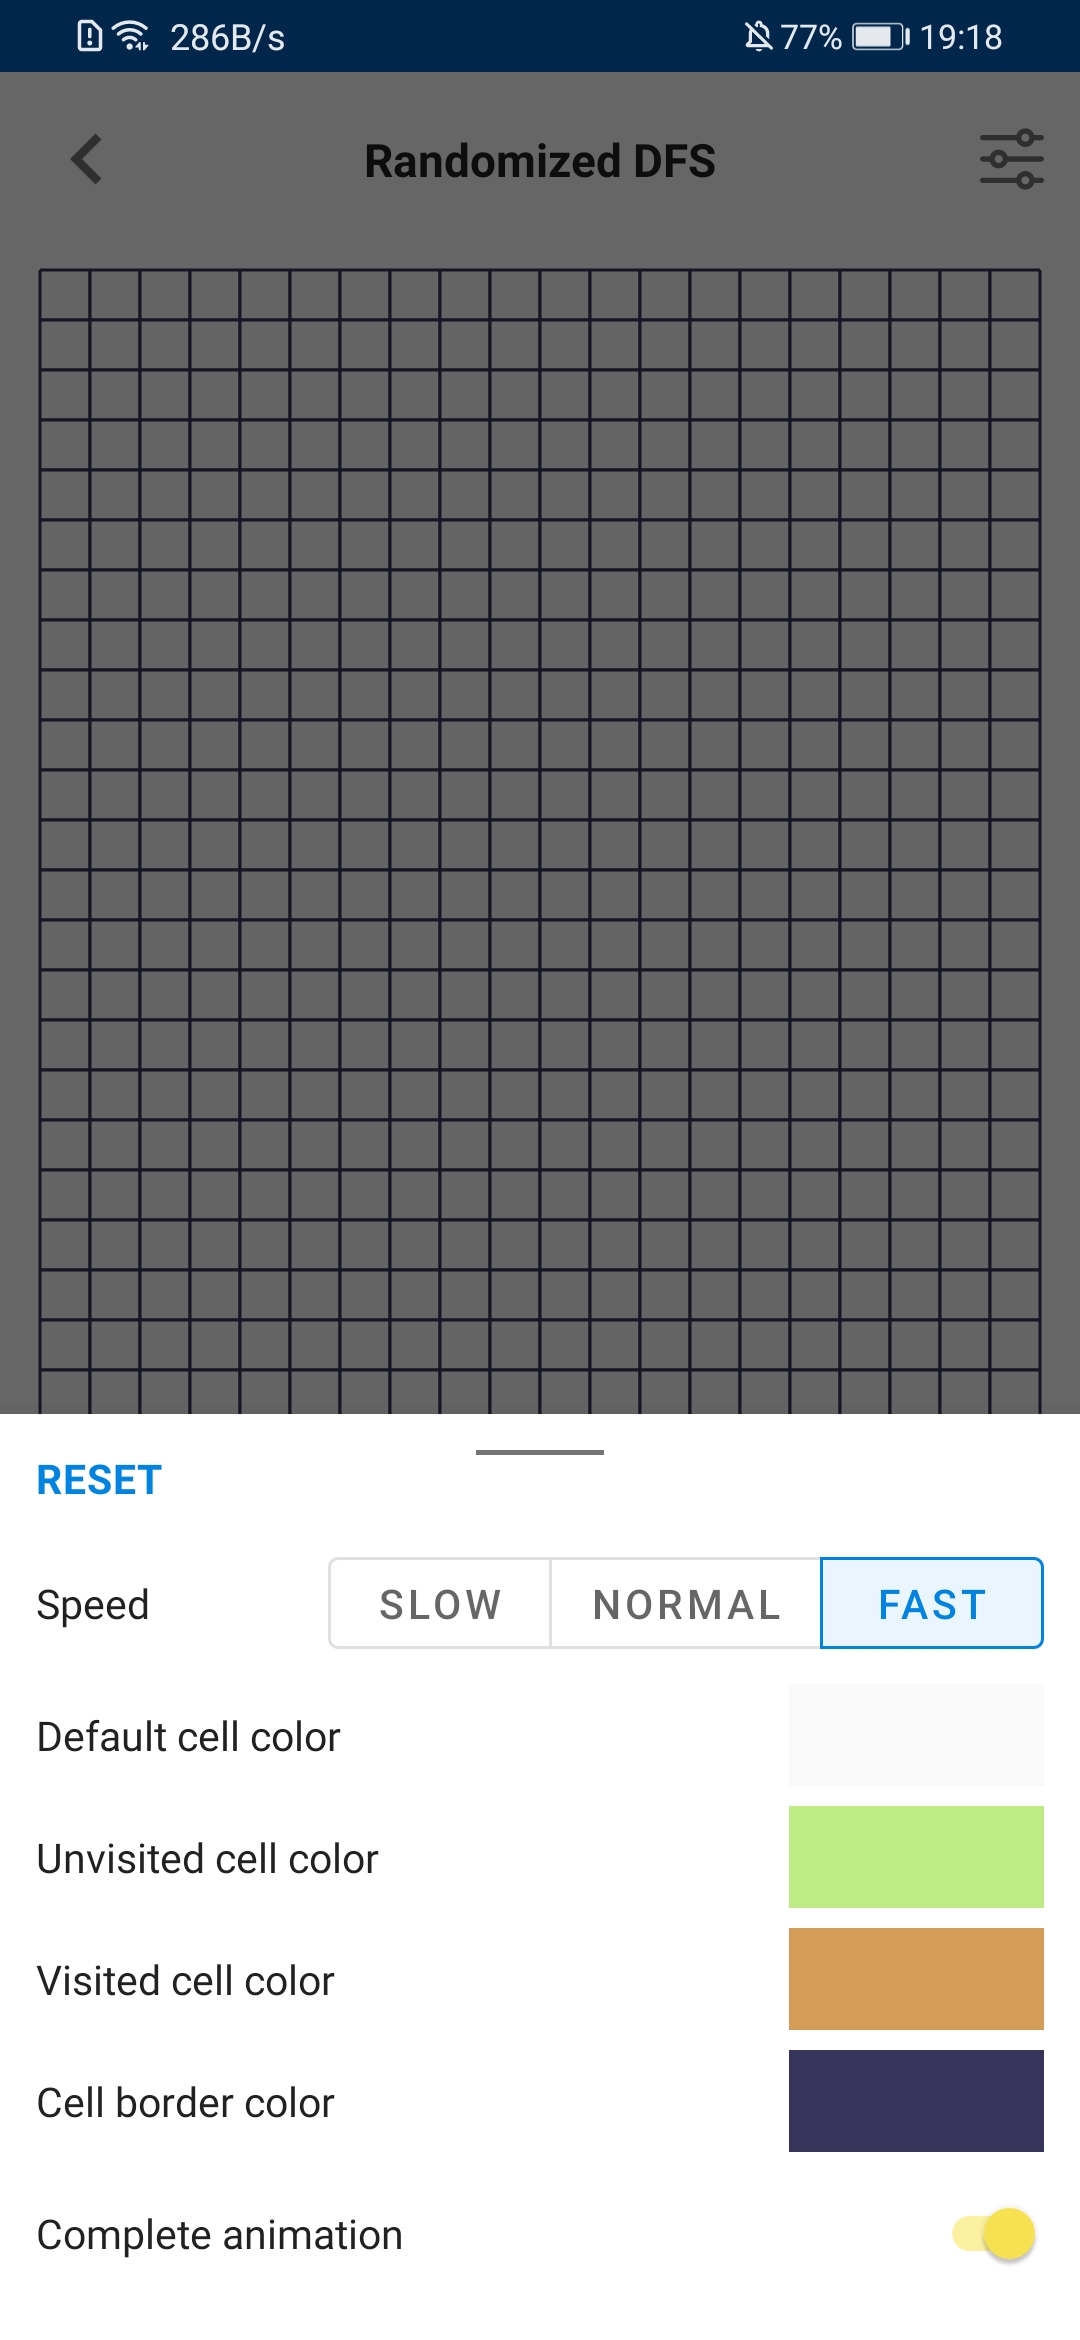 286B/s 77% 19:18
Randomized DFS
RESET
Speed SLOW NORMAL FAST
Default cell color
Unvisited cell color
Visited cell color
Cell border color
Complete animation